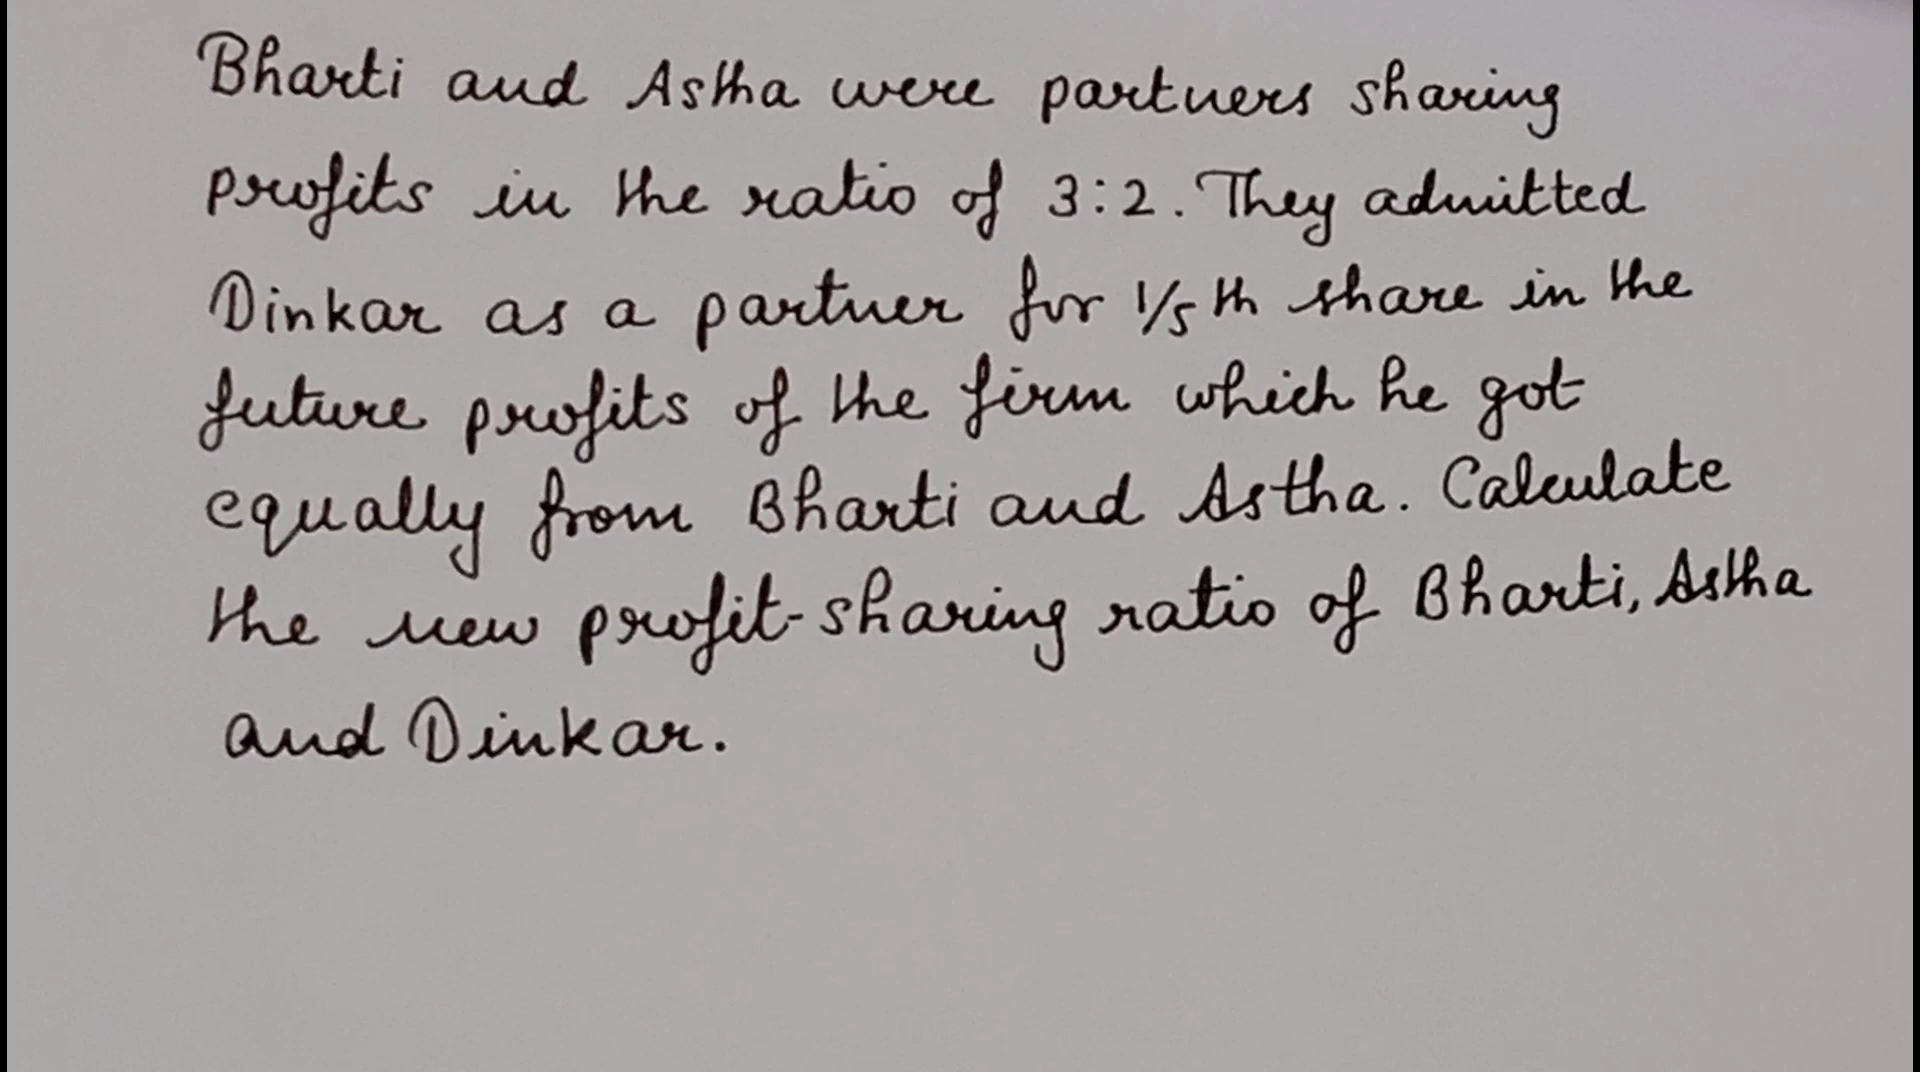 Bharti and Astha were partners sharing
profits in the ratio of 3:2. They admitted
Dinkar as a partner for 1/5th share in the
future profits of the firm which he got
equally from Bharti and Astha. Calculate
the new profit-sharing ratio of Bharti, Astha
and Dinkar.